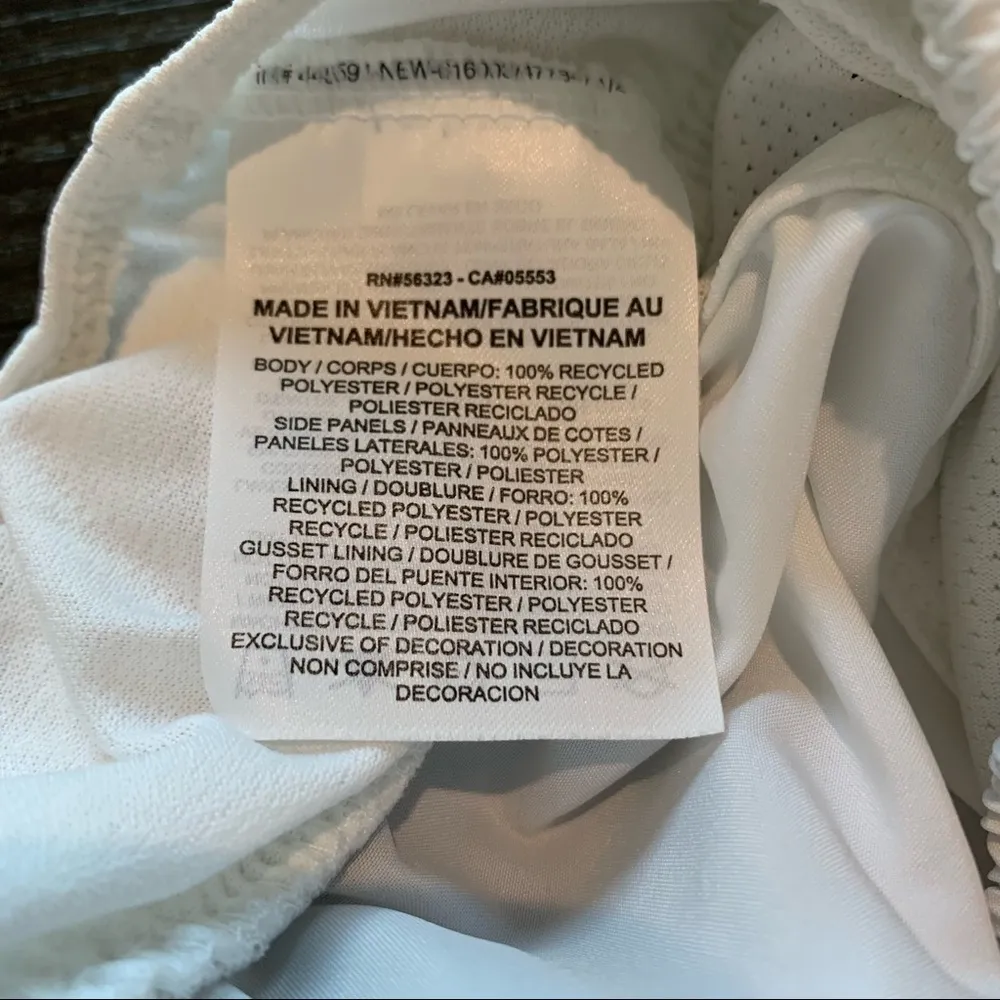 RN#56323 - CA#05553
MADE IN VIETNAM/FABRIQUE AU
VIETNAM/HECHO EN VIETNAM
BODY / CORPS / CUERPO: 100% RECYCLED
POLYESTER / POLYESTER RECYCLE /
POLIESTER RECICLADO
SIDE PANELS / PANNEAUX DE COTES /
PANELES LATERALES: 100% POLYESTER /
POLYESTER / POLIESTER
LINING / DOUBLURE / FORRO: 100%
RECYCLED POLYESTER / POLYESTER
RECYCLE / POLIESTER RECICLADO
GUSSET LINING / DOUBLURE DE GOUSSET /
FORRO DEL PUENTE INTERIOR: 100%
RECYCLED POLYESTER / POLYESTER
RECYCLE / POLIESTER RECICLADO
EXCLUSIVE OF DECORATION / DECORATION
NON COMPRISE / NO INCLUYE LA
DECORACION